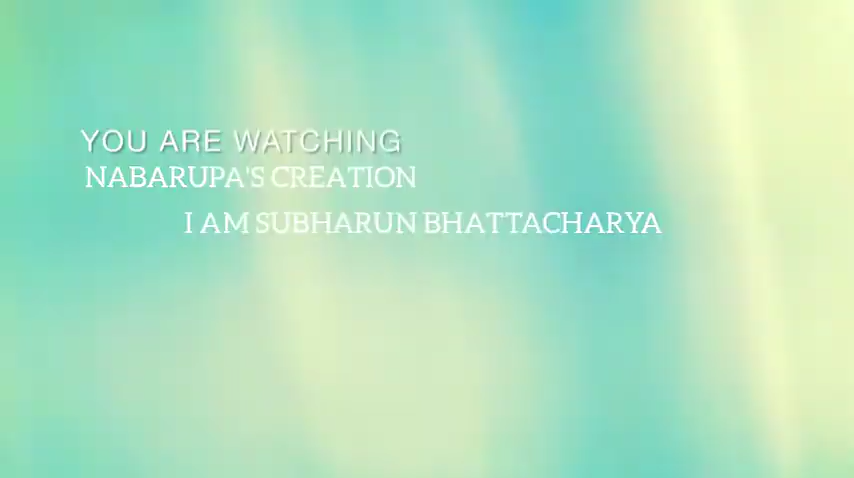 YOU ARE WATCHING
NABARUPA'S CREATION
I AM SUBHARUN BHATTACHARYA